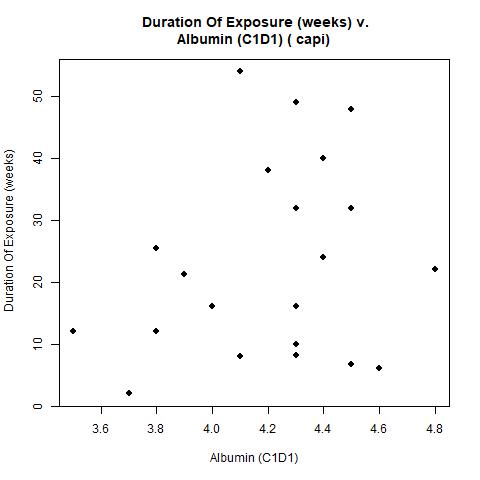 Duration Of Exposure (weeks) v.
Albumin (C1D1) ( capi)
Duration Of Exposure (weeks)
50
40
30
20
10
0
3.6 3.8 4.0 4.2 4.4 4.6 4.8
Albumin (C1D1)